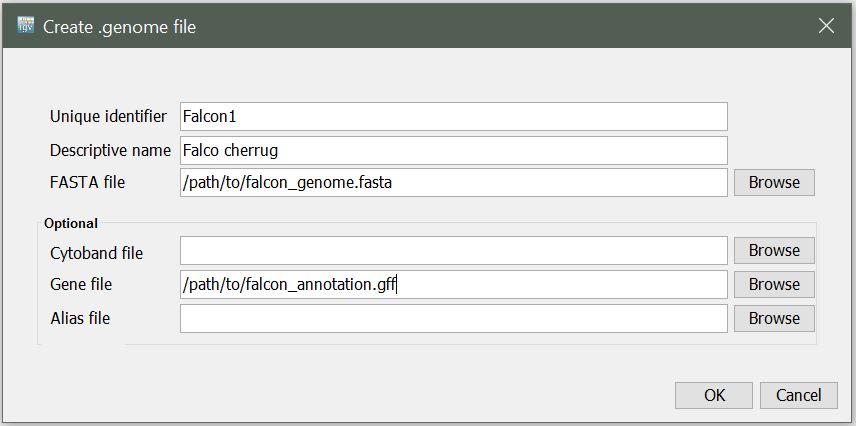 Create .genome file
Unique identifier Falcon1
Descriptive name Falco cherrug
FASTA file /path/to/falcon_genome.fasta Browse
Optional
Cytoband file Browse
Gene file /path/to/falcon_annotation.gff Browse
Alias file Browse
OK Cancel